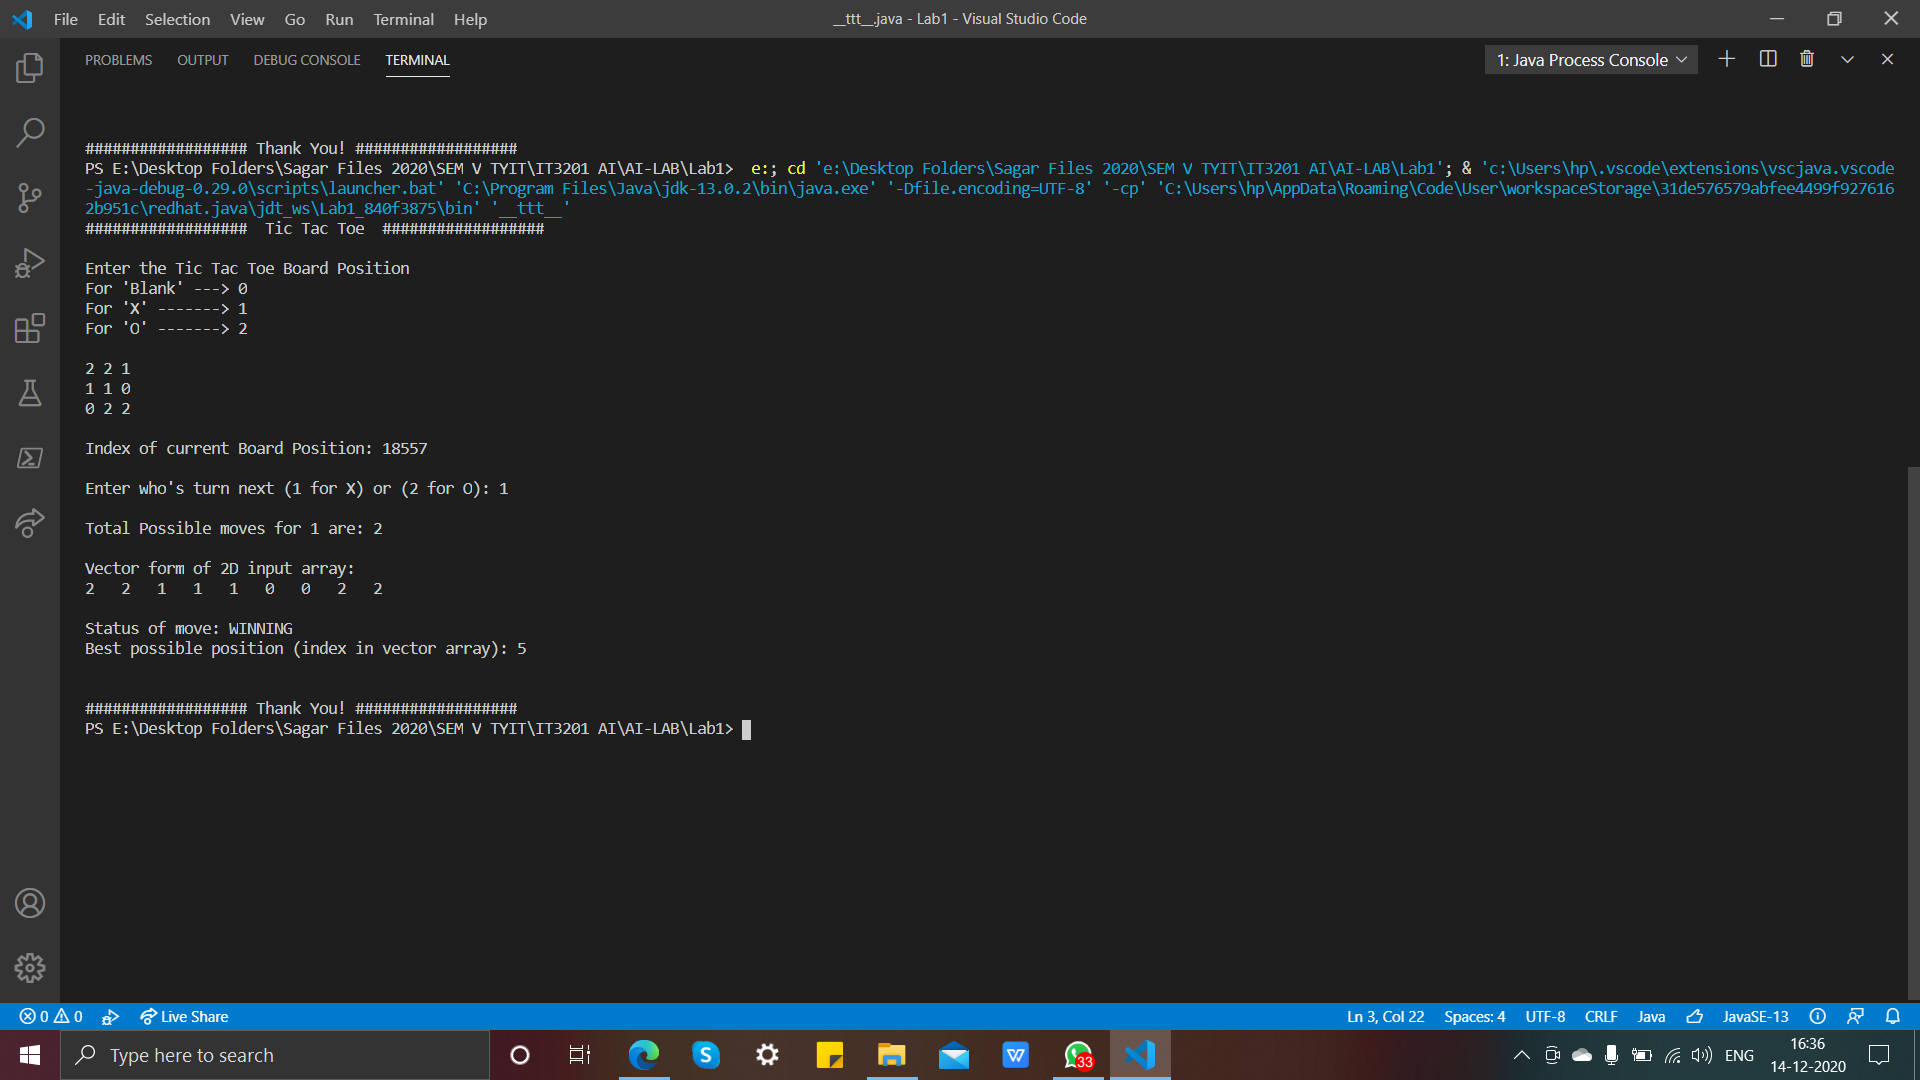 File Edit Selection View Go Run Terminal Help
__ttt__.java - Lab1 - Visual Studio Code
PROBLEMS OUTPUT DEBUG CONSOLE TERMINAL
1: Java Process Console
################## Thank You! ##################
PS E:\Desktop Folders\Sagar Files 2020\SEM V TYIT\IT3201 AI\AI-LAB\Lab1>  e:; cd 'e:\Desktop Folders\Sagar Files 2020\SEM V TYIT\IT3201 AI\AI-LAB\Lab1'; & 'c:\Users\hp\.vscode\extensions\vscjava.vscode
-java-debug-0.29.0\scripts\launcher.bat' 'C:\Program Files\Java\jdk-13.0.2\bin\java.exe' '-Dfile.encoding=UTF-8' '-cp' 'C:\Users\hp\AppData\Roaming\Code\User\workspaceStorage\31de576579abfee4499f927616
2b951c\redhat.java\jdt_ws\Lab1_840f3875\bin' '__ttt__'
##################  Tic Tac Toe  ##################
Enter the Tic Tac Toe Board Position
For 'Blank' ---> 0
For 'X' -------> 1
For 'O' -------> 2
2 2 1
1 1 0
0 2 2
Index of current Board Position: 18557
Enter who's turn next (1 for X) or (2 for O): 1
Total Possible moves for 1 are: 2
Vector form of 2D input array:
2   2   1   1   1   0   0   2   2
Status of move: WINNING
Best possible position (index in vector array): 5
################## Thank You! ##################
PS E:\Desktop Folders\Sagar Files 2020\SEM V TYIT\IT3201 AI\AI-LAB\Lab1>
0 0 Live Share
Ln 3, Col 22 Spaces: 4 UTF-8 CRLF Java JavaSE-13
Type here to search
S
W
33
ENG
16:36
14-12-2020